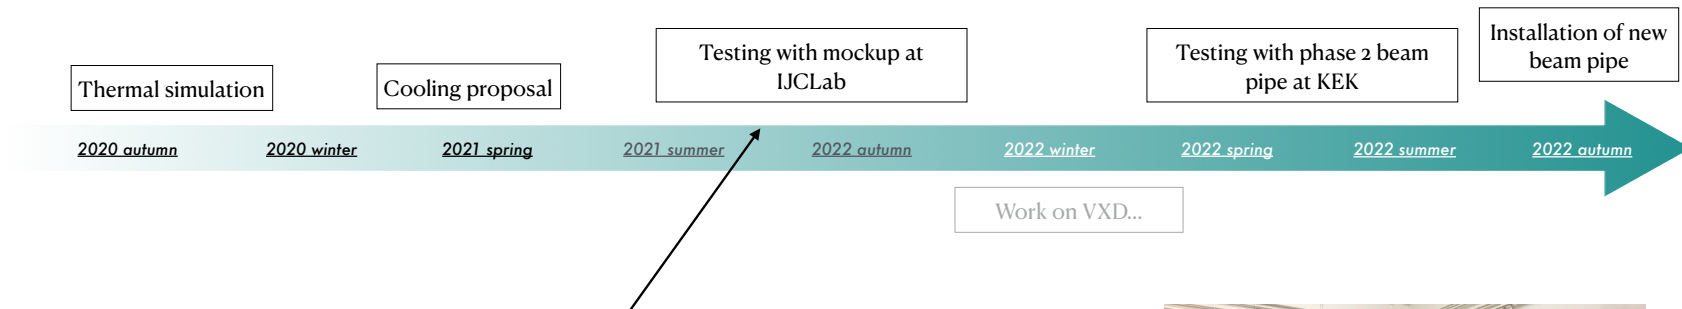 Installation of new
beam pipe
Testing with mockup at
IJCLab
Testing with phase 2 beam
pipe at KEK
Thermal simulation
Cooling proposal
2020 autumn
2020 winter
2021 spring
2021 summer
2022 autumn
2022 winter
2022 spring
2022 summer
2022 autumn
Work on VXD...